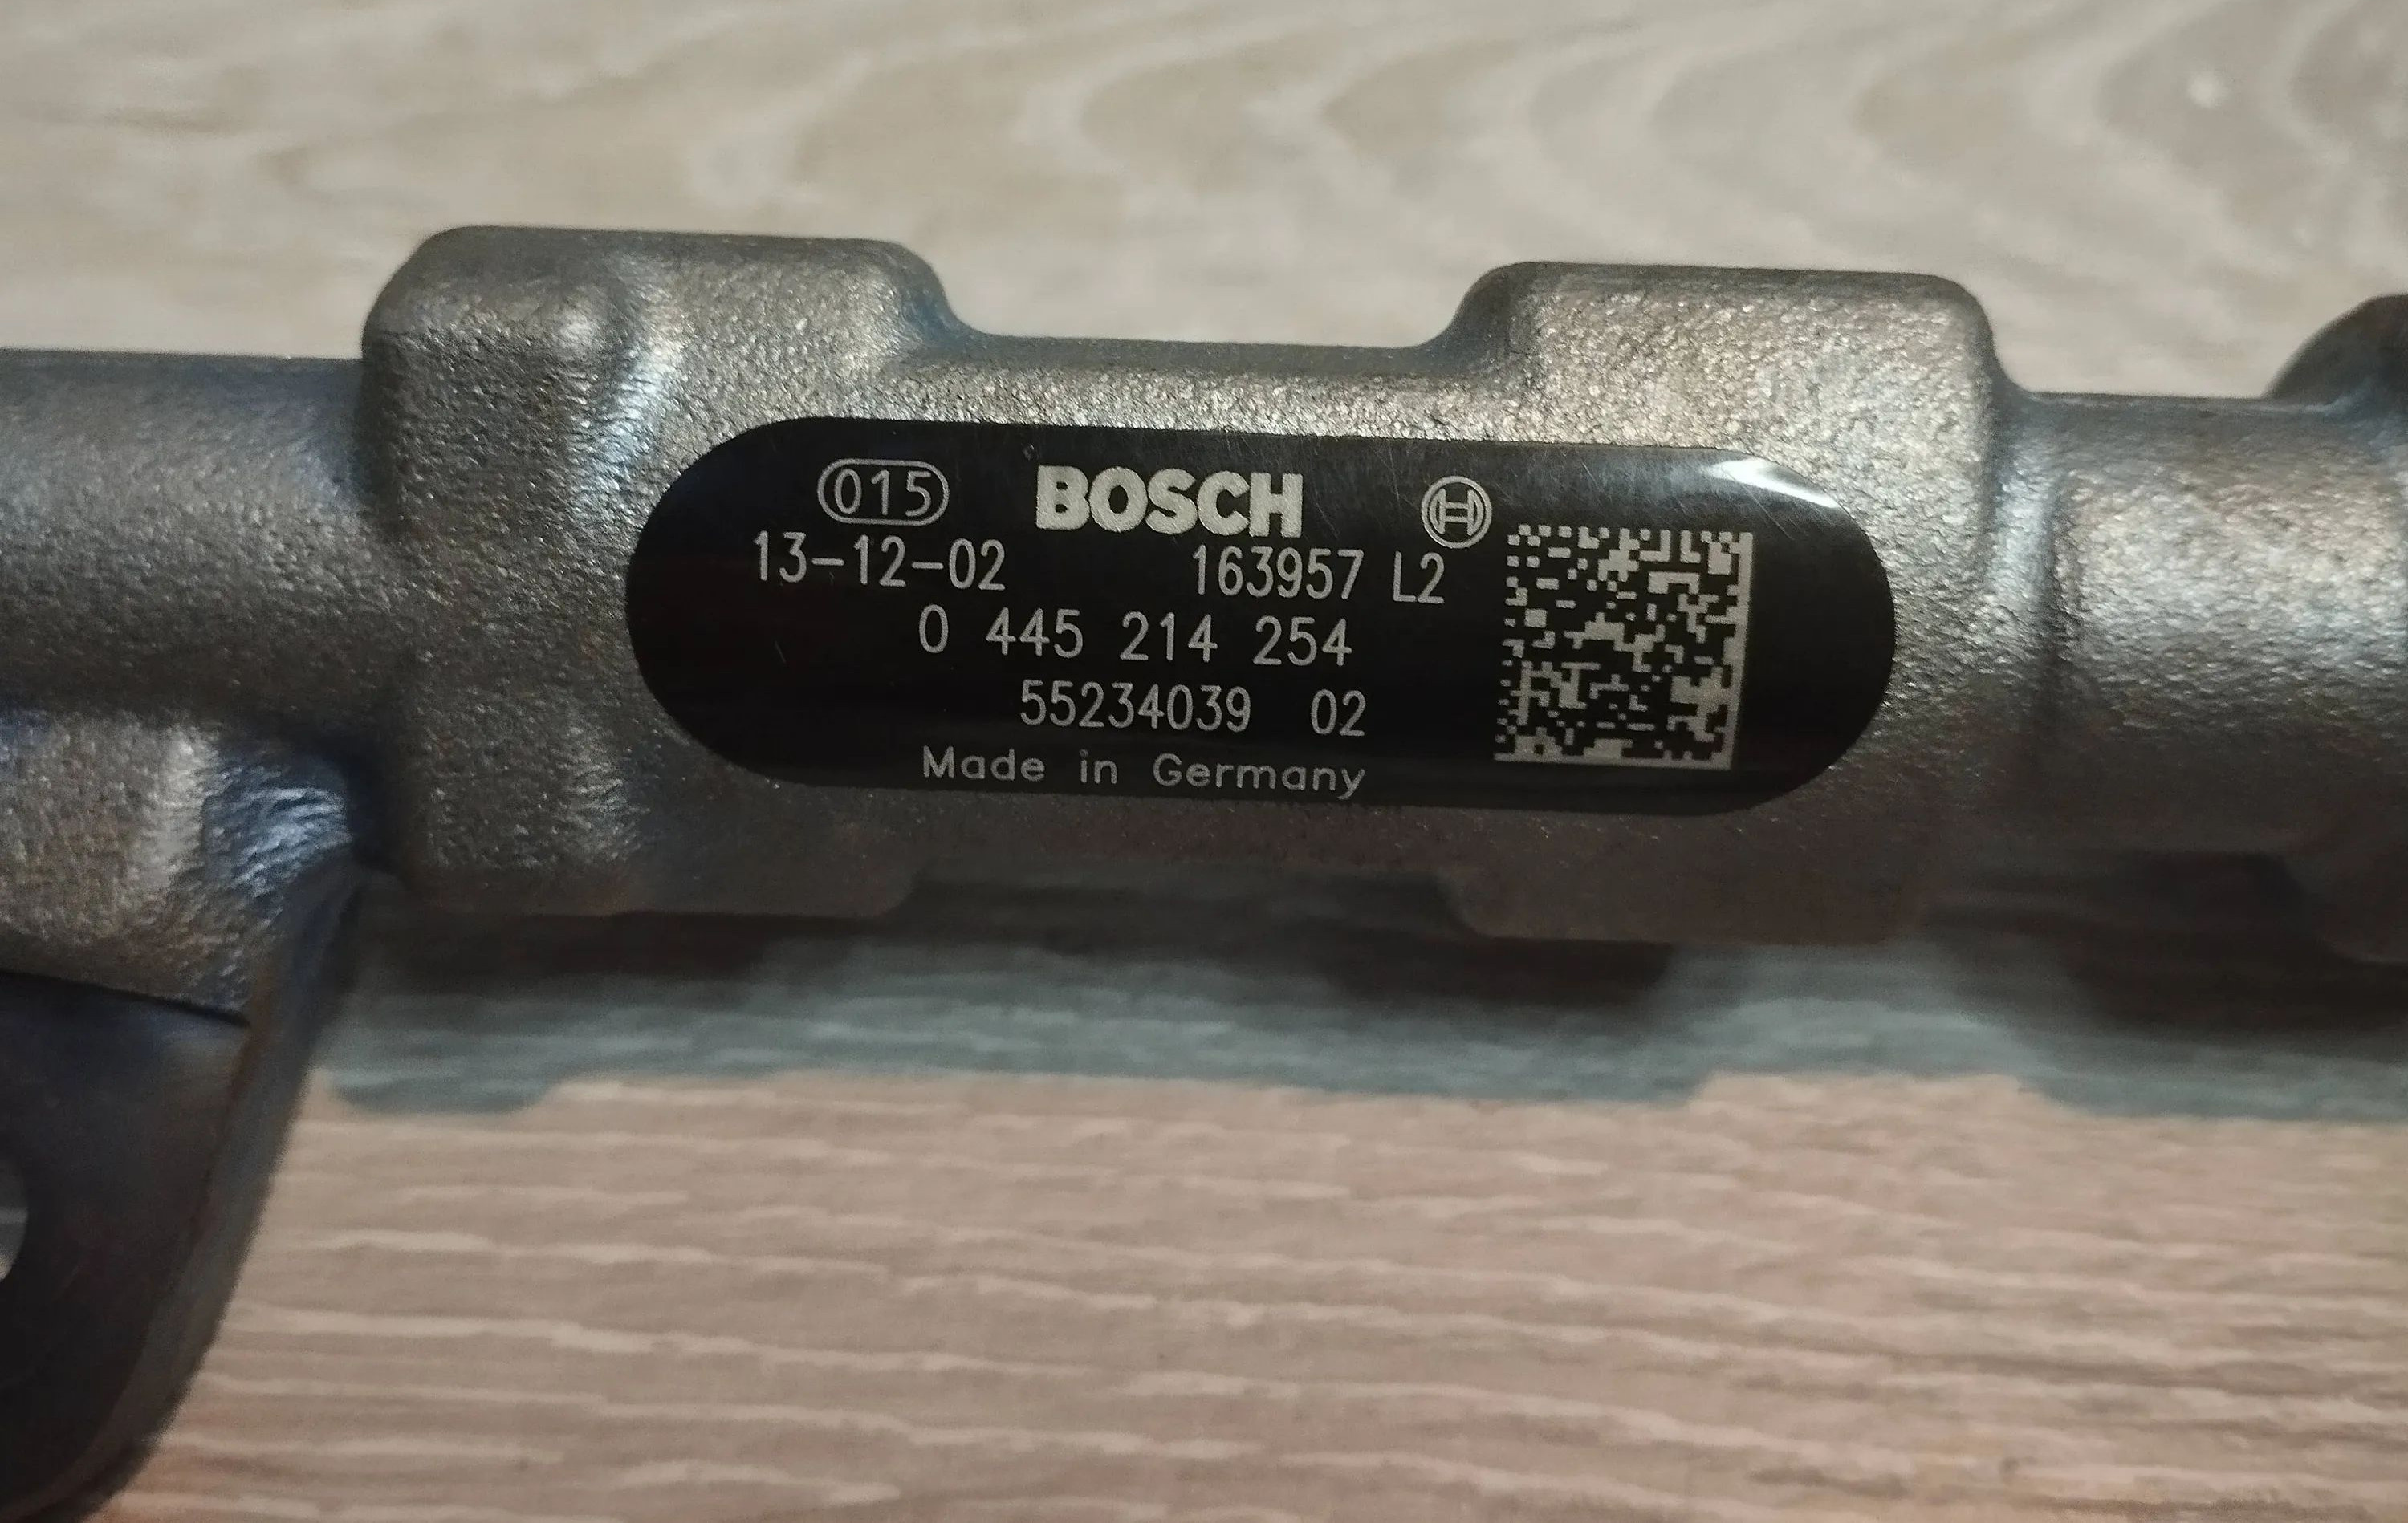 015 BOSCH
13-12-02 163957 L2
0 445 214 254
55234039 02
Made in Germany